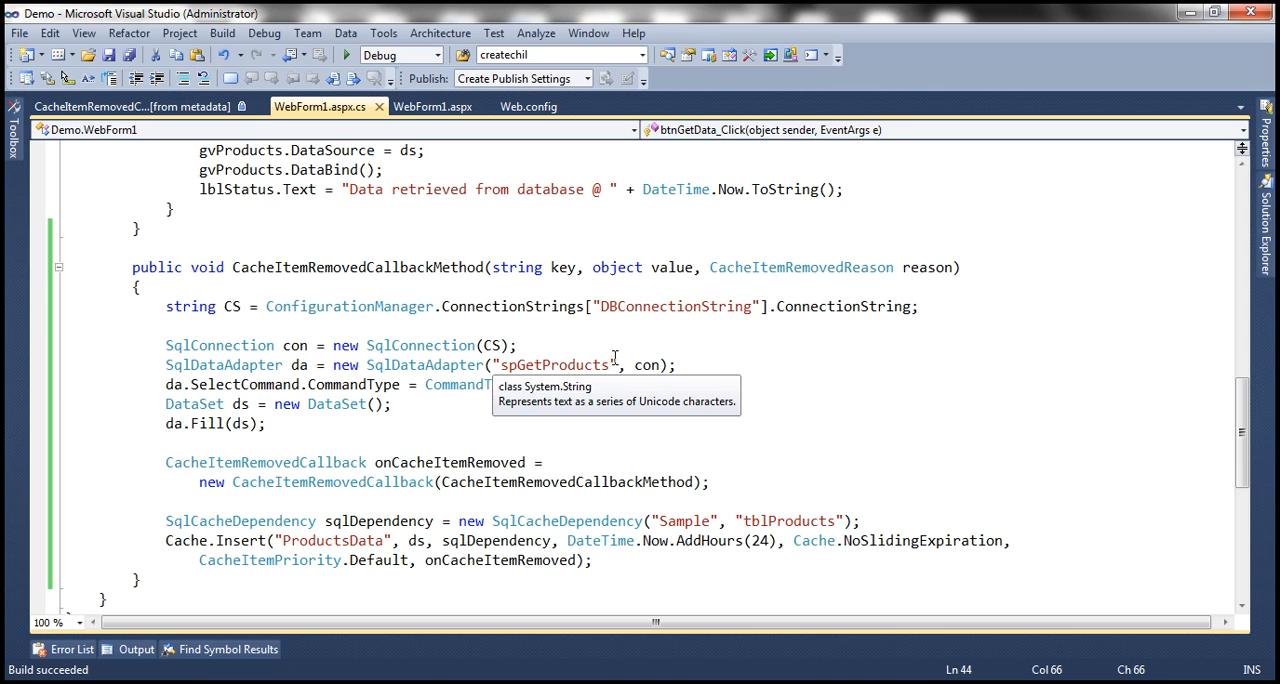 Demo - Microsoft Visual Studio (Administrator)
File Edit View Refactor Project Build Debug Team Data Tools Architecture Test Analyze Window Help
Debug createchil
Publish: Create Publish Settings
CacheItemRemovedC...[from metadata] WebForm1.aspx.cs WebForm1.aspx Web.config
Demo.WebForm1 btnGetData_Click(object sender, EventArgs e)
Toolbox
Properties
Solution Explorer
gvProducts.DataSource = ds;
gvProducts.DataBind();
lblStatus.Text = "Data retrieved from database @ " + DateTime.Now.ToString();
}
}
public void CacheItemRemovedCallbackMethod(string key, object value, CacheItemRemovedReason reason)
{
string CS = ConfigurationManager.ConnectionStrings["DBConnectionString"].ConnectionString;
SqlConnection con = new SqlConnection(CS);
SqlDataAdapter da = new SqlDataAdapter("spGetProducts", con);
da.SelectCommand.CommandType = CommandT
class System.String
Represents text as a series of Unicode characters.
DataSet ds = new DataSet();
da.Fill(ds);
CacheItemRemovedCallback onCacheItemRemoved =
new CacheItemRemovedCallback(CacheItemRemovedCallbackMethod);
SqlCacheDependency sqlDependency = new SqlCacheDependency("Sample", "tblProducts");
Cache.Insert("ProductsData", ds, sqlDependency, DateTime.Now.AddHours(24), Cache.NoSlidingExpiration,
CacheItemPriority.Default, onCacheItemRemoved);
}
}
100 %
Error List Output Find Symbol Results
Build succeeded Ln 44 Col 66 Ch 66 INS